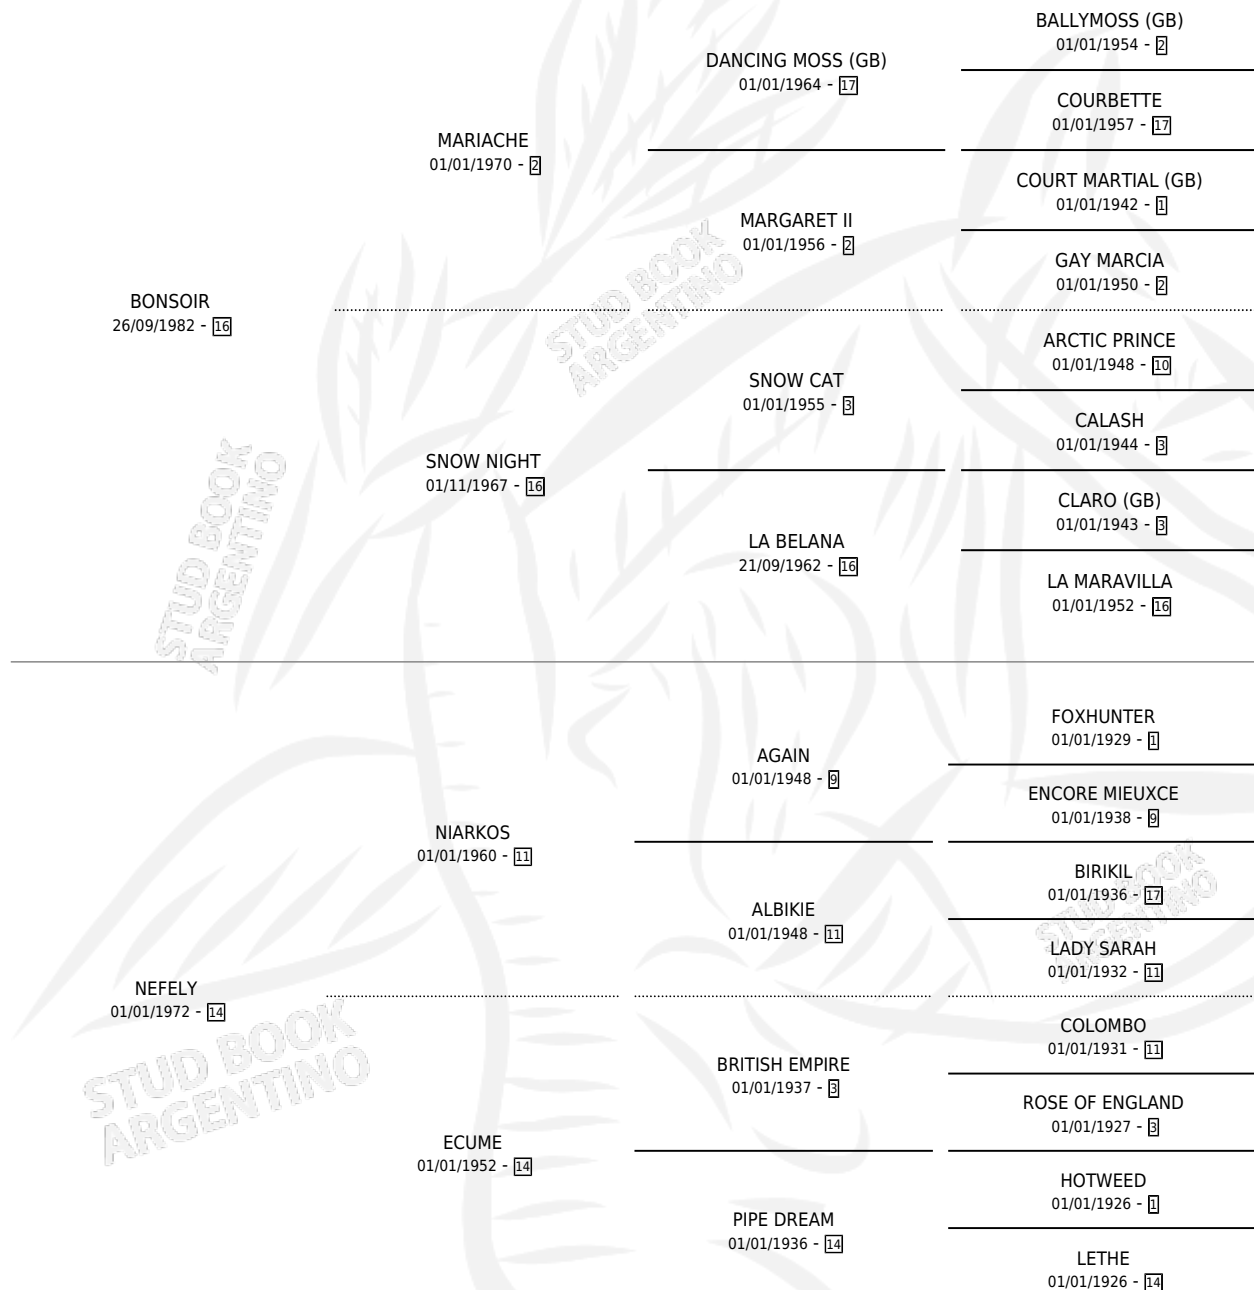 BALLYMOSS (GB)
01/01/1954 - 2
DANCING MOSS (GB)
01/01/1964 - 17
COURBETTE
01/01/1957 - 17
MARIACHE
01/01/1970 - 2
COURT MARTIAL (GB)
01/01/1942 - 1
MARGARET II
01/01/1956 - 2
GAY MARCIA
01/01/1950 - 2
BONSOIR
26/09/1982 - 16
STUD BOOK
ARGENTINO
ARCTIC PRINCE
01/01/1948 - 10
SNOW CAT
01/01/1955 - 3
CALASH
01/01/1944 - 3
SNOW NIGHT
01/11/1967 - 16
CLARO (GB)
01/01/1943 - 3
LA BELANA
21/09/1962 - 16
LA MARAVILLA
01/01/1952 - 16
STUD BOOK
ARGENTINO
FOXHUNTER
01/01/1929 - 1
AGAIN
01/01/1948 - 9
ENCORE MIEUXCE
01/01/1938 - 9
NIARKOS
01/01/1960 - 11
BIRIKIL
01/01/1936 - 17
STUD BOOK
ARGENTINO
ALBIKIE
01/01/1948 - 11
LADY SARAH
01/01/1932 - 11
NEFELY
01/01/1972 - 14
STUD BOOK
ARGENTINO
COLOMBO
01/01/1931 - 11
BRITISH EMPIRE
01/01/1937 - 3
ROSE OF ENGLAND
01/01/1927 - 3
ECUME
01/01/1952 - 14
HOTWEED
01/01/1926 - 1
PIPE DREAM
01/01/1936 - 14
LETHE
01/01/1926 - 14